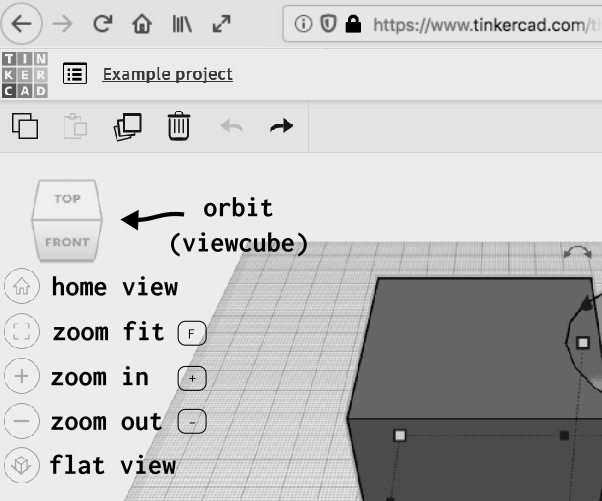 https://www.tinkercad.com/t
TIN
KER
CAD
Example project
TOP
FRONT
orbit
(viewcube)
home view
zoom fit F
zoom in +
zoom out -
flat view